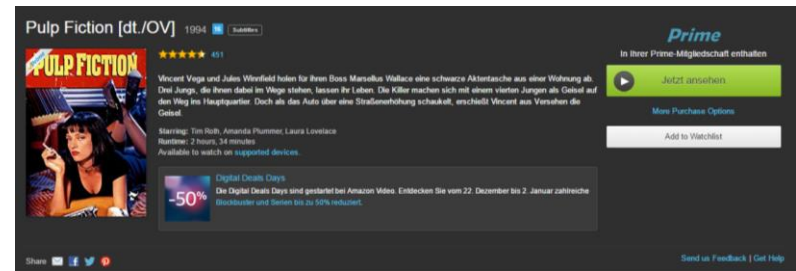 Pulp Fiction [dt./OV] 1994 16 Subtitles
451
Vincent Vega und Jules Winnfield holen für ihren Boss Marsellus Wallace eine schwarze Aktentasche aus einer Wohnung ab.
Drei Jungs, die ihnen dabei im Wege stehen, lassen ihr Leben. Die Killer machen sich mit einem vierten Jungen als Geisel auf
den Weg ins Hauptquartier. Doch als das Auto über eine Straßenerhöhung schaukelt, erschießt Vincent aus Versehen die
Geisel.
Starring: Tim Roth, Amanda Plummer, Laura Lovelace
Runtime: 2 hours, 34 minutes
Available to watch on supported devices.
Digital Deals Days
-50%
Die Digital Deals Days sind gestartet bei Amazon Video. Entdecken Sie vom 22. Dezember bis 2. Januar zahlreiche
Blockbuster und Serien bis zu 50% reduziert.
PULP FICTION
Prime
In Ihrer Prime-Mitgliedschaft enthalten
Jetzt ansehen
More Purchase Options
Add to Watchlist
Share
Send us Feedback | Get Help